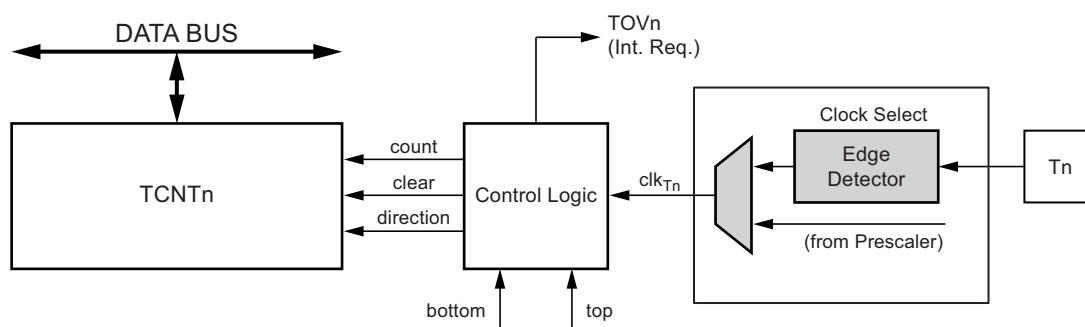 DATA BUS
TOVn
(Int. Req.)
Clock Select
count
Edge
Detector
Tn
TCNTn
clear
Control Logic
clkTn
direction
(from Prescaler)
bottom
top